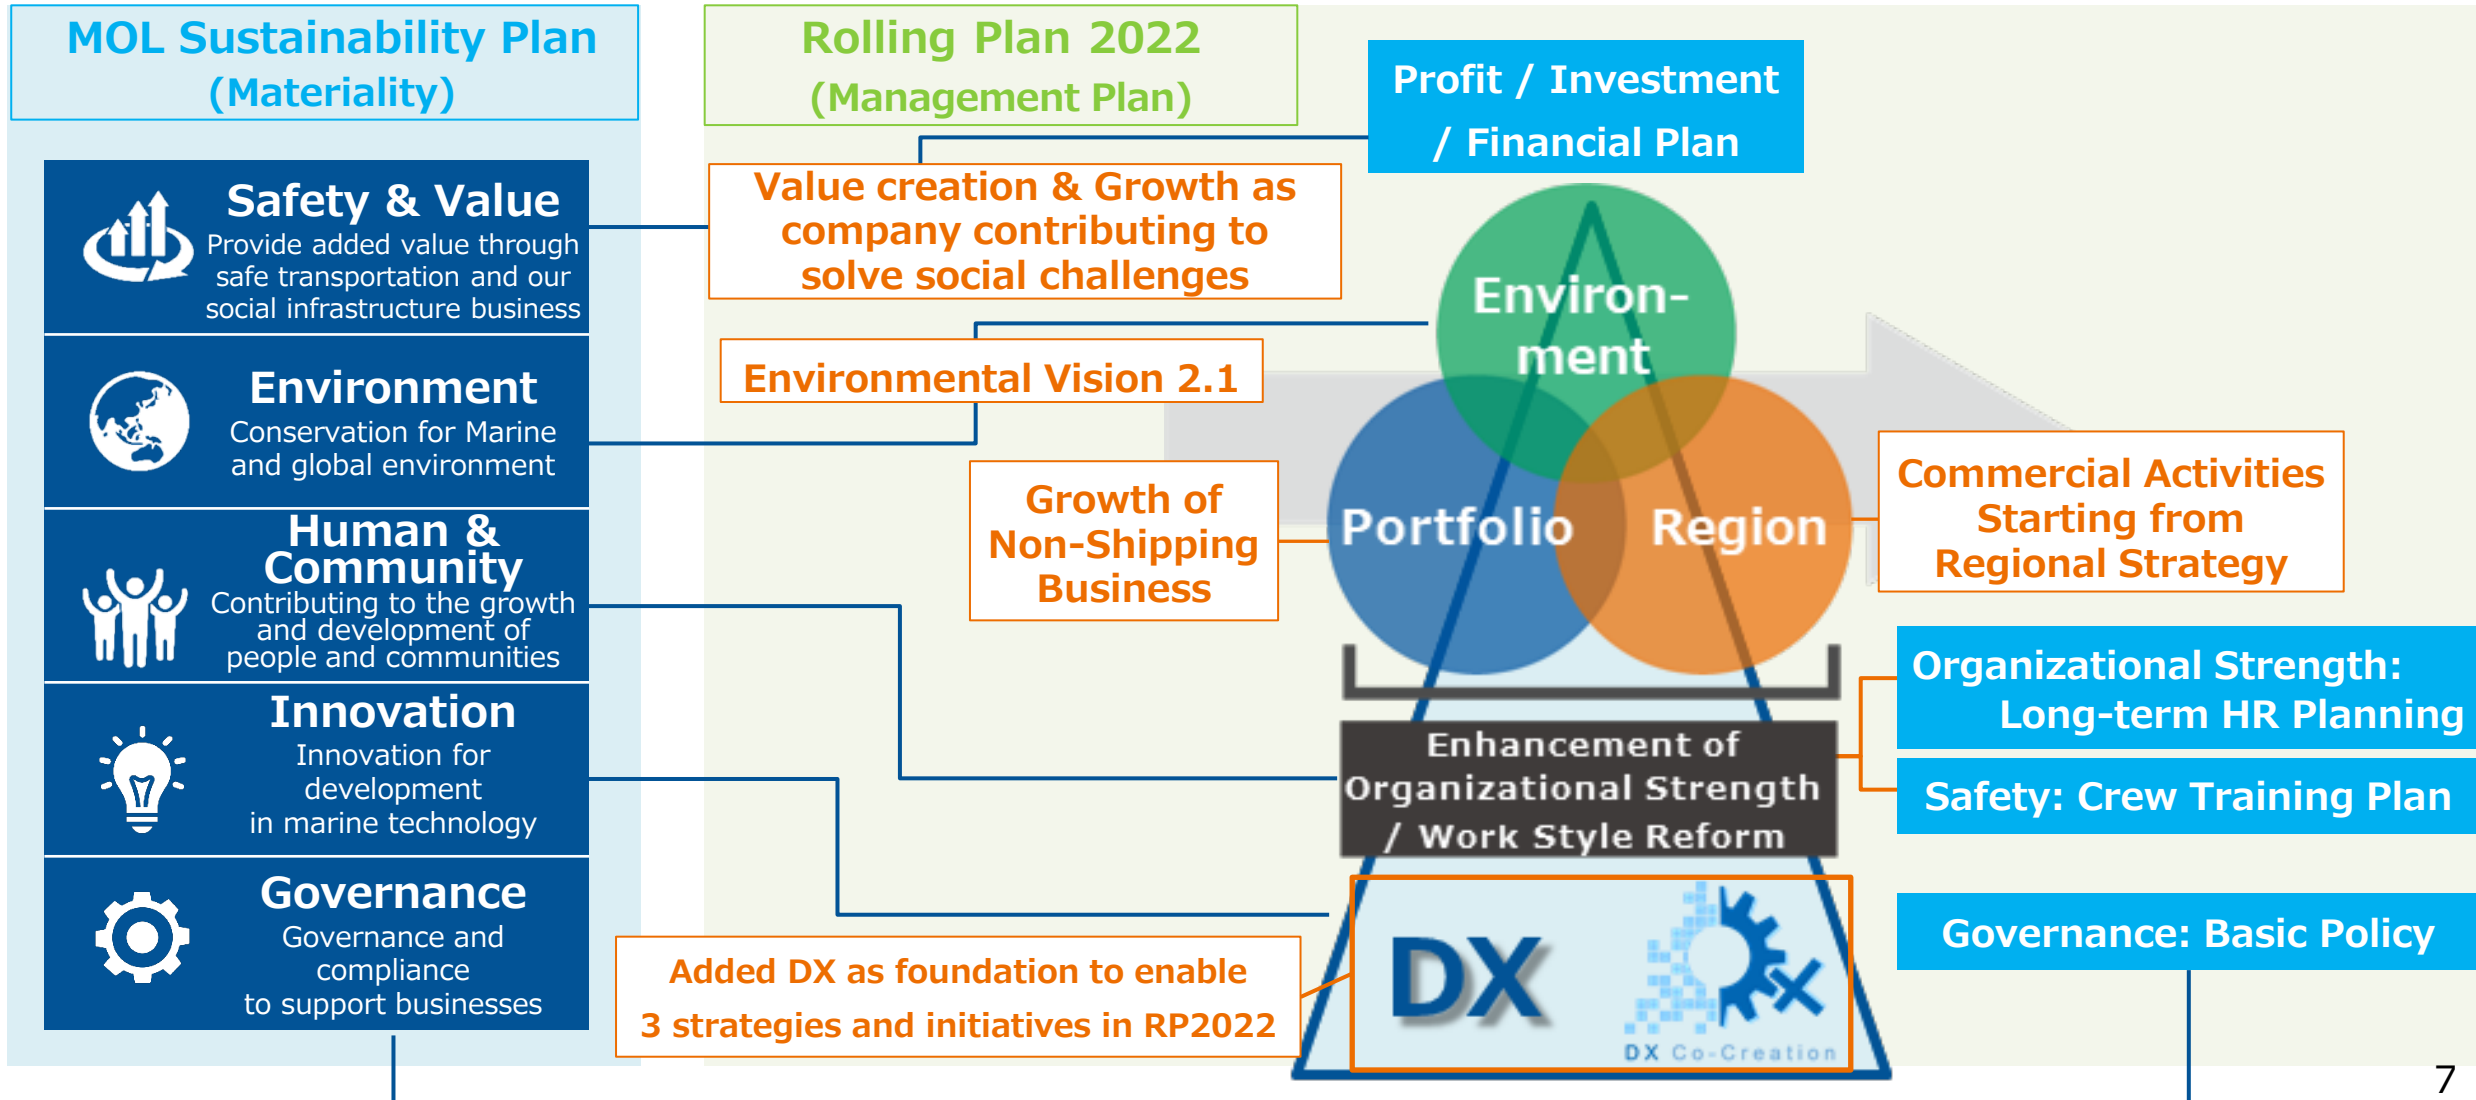 MOL Sustainability Plan
(Materiality)
Safety & Value
Provide added value through
safe transportation and our
social infrastructure business
Environment
Conservation for Marine
and global environment
Human &
Community
Contributing to the growth
and development of
people and communities
Innovation
Innovation for
development
in marine technology
Governance
Governance and
compliance
to support businesses
Rolling Plan 2022
(Management Plan)
Profit / Investment
/ Financial Plan
Value creation & Growth as
company contributing to
solve social challenges
Environmental Vision 2.1
Environ-
ment
Growth of
Non-Shipping
Business
Portfolio
Region
Commercial Activities
Starting from
Regional Strategy
Enhancement of
Organizational Strength
/ Work Style Reform
Organizational Strength:
Long-term HR Planning
Safety: Crew Training Plan
Governance: Basic Policy
Added DX as foundation to enable
3 strategies and initiatives in RP2022
DX
DX Co-Creation
7